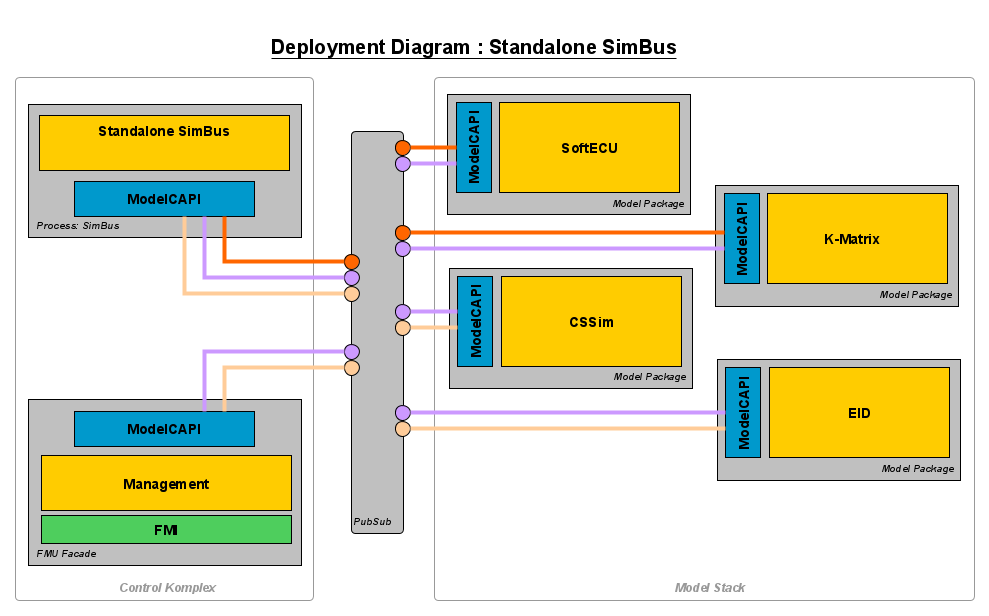 Deployment Diagram : Standalone SimBus
Standalone SimBus
ModelCAPI
Process: SimBus
ModelCAPI
Management
FMI
FMU Facade
Control Komplex
PubSub
ModelCAPI
SoftECU
Model Package
ModelCAPI
K-Matrix
Model Package
ModelCAPI
CSSim
Model Package
ModelCAPI
EID
Model Package
Model Stack